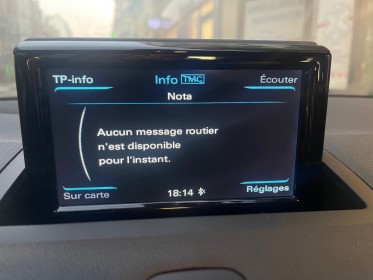 TP-info
Info TMC
Écouter
Nota
Aucun message routier
n'est disponible
pour l'instant.
Sur carte
18:14
Réglages